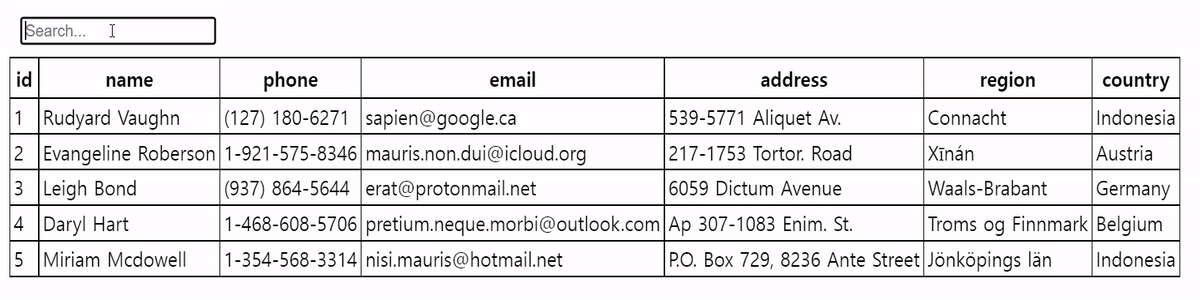 Search...
id name phone email address region country
1 Rudyard Vaughn (127) 180-6271 sapien@google.ca 539-5771 Aliquet Av. Connacht Indonesia
2 Evangeline Roberson 1-921-575-8346 mauris.non.dui@icloud.org 217-1753 Tortor. Road Xīnán Austria
3 Leigh Bond (937) 864-5644 erat@protonmail.net 6059 Dictum Avenue Waals-Brabant Germany
4 Daryl Hart 1-468-608-5706 pretium.neque.morbi@outlook.com Ap 307-1083 Enim. St. Troms og Finnmark Belgium
5 Miriam Mcdowell 1-354-568-3314 nisi.mauris@hotmail.net P.O. Box 729, 8236 Ante Street Jönköpings län Indonesia